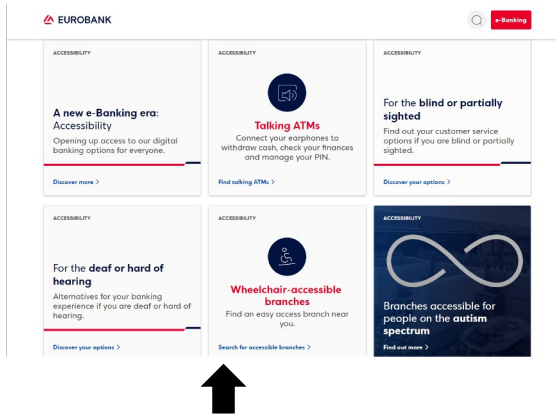 EUROBANK
e-Banking
ACCESSIBILITY
A new e-Banking era:
Accessibility
Opening up access to our digital
banking options for everyone.
Discover more >
ACCESSIBILITY
Talking ATMs
Connect your earphones to
withdraw cash, check your finances
and manage your PIN.
Find talking ATMs >
ACCESSIBILITY
For the blind or partially
sighted
Find out your customer service
options if you are blind or partially
sighted.
Discover your options >
ACCESSIBILITY
For the deaf or hard of
hearing
Alternatives for your banking
experience if you are deaf or hard of
hearing.
Discover your options >
ACCESSIBILITY
Wheelchair-accessible
branches
Find an easy access branch near
you.
Search for accessible branches >
ACCESSIBILITY
Branches accessible for
people on the autism
spectrum
Find out more >